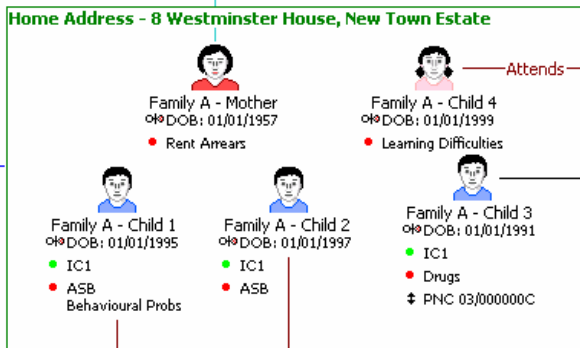 Home Address - 8 Westminster House, New Town Estate
Attends
Family A - Mother
DOB: 01/01/1957
Rent Arrears
Family A - Child 4
DOB: 01/01/1999
Learning Difficulties
Family A - Child 1
DOB: 01/01/1995
IC1
ASB
Behavioural Probs
Family A - Child 2
DOB: 01/01/1997
IC1
ASB
Family A - Child 3
DOB: 01/01/1991
IC1
Drugs
PNC 03/000000C